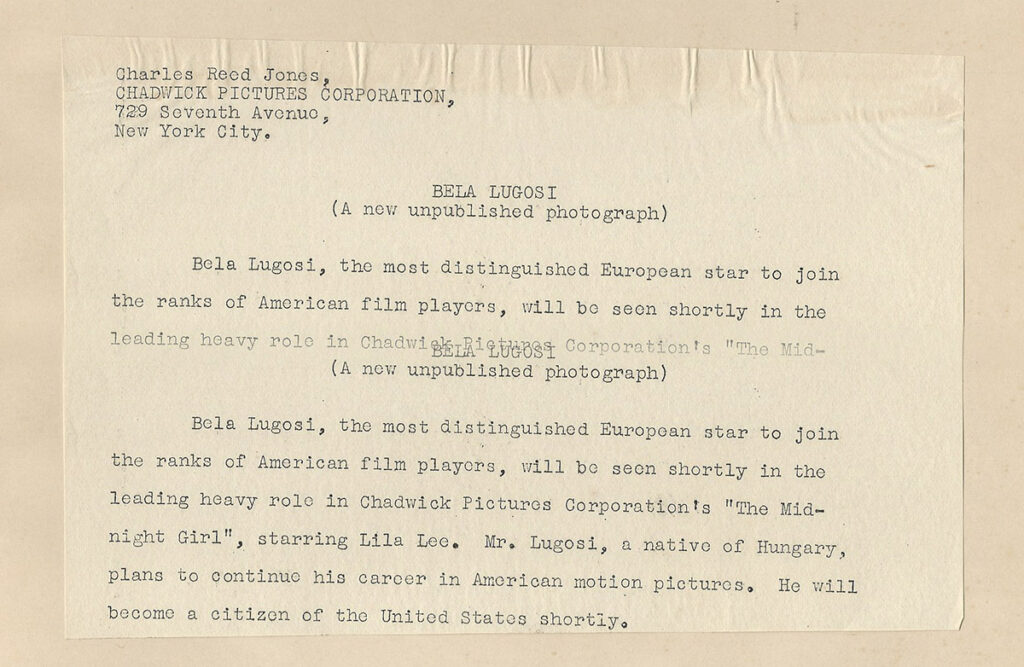 Charles Reed Jones,
CHADWICK PICTURES CORPORATION,
729 Seventh Avenue,
New York City.
BELA LUGOSI
(A new unpublished photograph)
Bela Lugosi, the most distinguished European star to join
the ranks of American film players, will be seen shortly in the
leading heavy role in Chadwick Pictures Corporation's "The Mid-
BELA LUGOSI
(A new unpublished photograph)
Bela Lugosi, the most distinguished European star to join
the ranks of American film players, will be seen shortly in the
leading heavy role in Chadwick Pictures Corporation's "The Mid-
night Girl", starring Lila Lee. Mr. Lugosi, a native of Hungary,
plans to continue his career in American motion pictures. He will
become a citizen of the United States shortly.